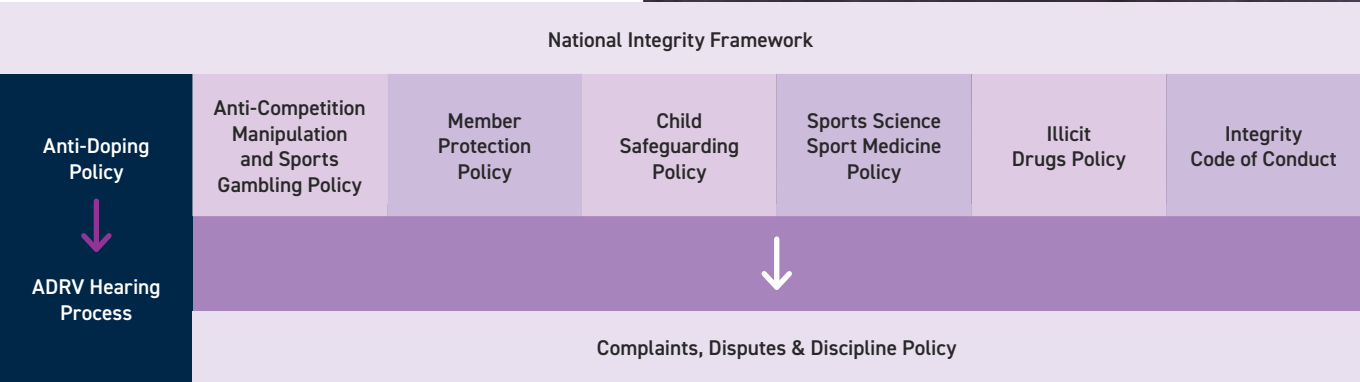 National Integrity Framework
Anti-Doping
Policy
ADRV Hearing
Process
Anti-Competition
Manipulation
and Sports
Gambling Policy
Member
Protection
Policy
Child
Safeguarding
Policy
Sports Science
Sport Medicine
Policy
Illicit
Drugs Policy
Integrity
Code of Conduct
Complaints, Disputes & Discipline Policy